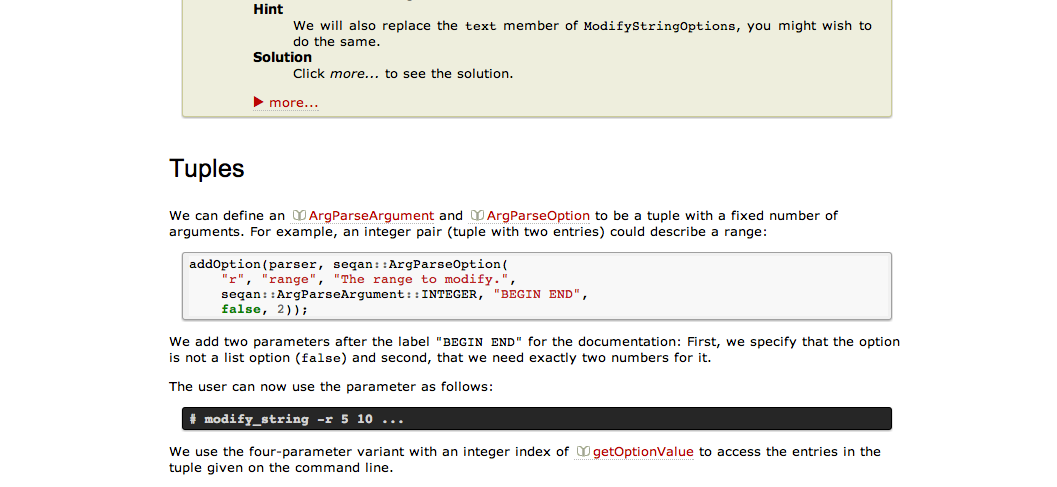 Hint
We will also replace the text member of ModifyStringOptions, you might wish to
do the same.
Solution
Click more... to see the solution.
more...
Tuples
We can define an ArgParseArgument and ArgParseOption to be a tuple with a fixed number of
arguments. For example, an integer pair (tuple with two entries) could describe a range:
addOption(parser, seqan::ArgParseOption(
"r", "range", "The range to modify.",
seqan::ArgParseArgument::INTEGER, "BEGIN END",
false, 2));
We add two parameters after the label "BEGIN END" for the documentation: First, we specify that the option
is not a list option (false) and second, that we need exactly two numbers for it.
The user can now use the parameter as follows:
# modify_string -r 5 10 ...
We use the four-parameter variant with an integer index of getOptionValue to access the entries in the
tuple given on the command line.